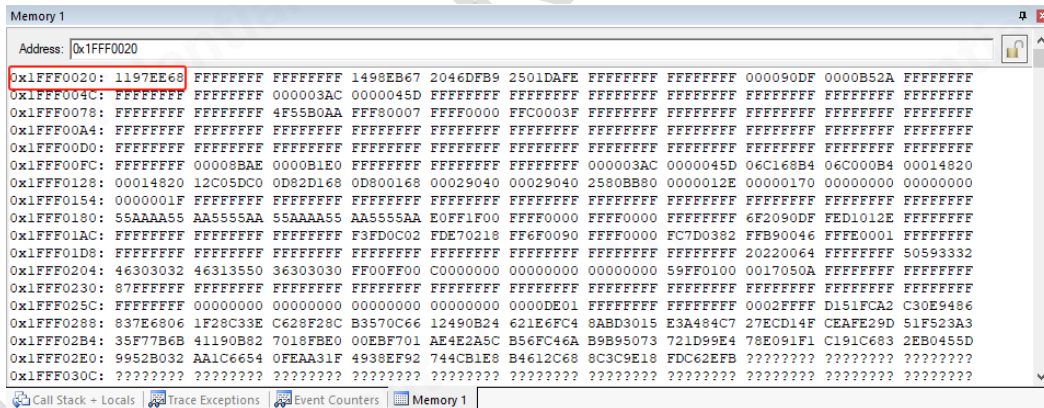 Memory 1
Address: 0x1FFF0020
0x1FFF0020: 1197EE68 FFFFFFFF FFFFFFFF 1498EB67 2046DFB9 2501DAFE FFFFFFFF FFFFFFFF 000090DF 0000B52A FFFFFFFF
0x1FFF004C: FFFFFFFF FFFFFFFF 000003AC 0000045D FFFFFFFF FFFFFFFF FFFFFFFF FFFFFFFF FFFFFFFF FFFFFFFF FFFFFFFF
0x1FFF0078: FFFFFFFF FFFFFFFF 4F55B0AA FFF80007 FFFF0000 FFC0003F FFFFFFFF FFFFFFFF FFFFFFFF FFFFFFFF FFFFFFFF
0x1FFF00A4: FFFFFFFF FFFFFFFF FFFFFFFF FFFFFFFF FFFFFFFF FFFFFFFF FFFFFFFF FFFFFFFF FFFFFFFF FFFFFFFF FFFFFFFF
0x1FFF00D0: FFFFFFFF FFFFFFFF FFFFFFFF FFFFFFFF FFFFFFFF FFFFFFFF FFFFFFFF FFFFFFFF FFFFFFFF FFFFFFFF FFFFFFFF
0x1FFF00FC: FFFFFFFF 00008BAE 0000B1E0 FFFFFFFF FFFFFFFF FFFFFFFF 000003AC 0000045D 06C168B4 06C000B4 00014820
0x1FFF0128: 00014820 12C05DC0 0D82D168 0D800168 00029040 00029040 2580BB80 0000012E 00000170 00000000 00000000
0x1FFF0154: 0000001F FFFFFFFF FFFFFFFF FFFFFFFF FFFFFFFF FFFFFFFF FFFFFFFF FFFFFFFF FFFFFFFF FFFFFFFF FFFFFFFF
0x1FFF0180: 55AAAA55 AA5555AA 55AAAA55 AA5555AA E0FF1F00 FFFF0000 FFFF0000 FFFFFFFF 6F2090DF FED1012E FFFFFFFF
0x1FFF01AC: FFFFFFFF FFFFFFFF FFFFFFFF F3FD0C02 FDE70218 FF6F0090 FFFF0000 FC7D0382 FFB90046 FFFE0001 FFFFFFFF
0x1FFF01D8: FFFFFFFF FFFFFFFF FFFFFFFF FFFFFFFF FFFFFFFF FFFFFFFF FFFFFFFF FFFFFFFF 20220064 FFFFFFFF 50593332
0x1FFF0204: 46303032 46313550 36303030 FF00FF00 C0000000 00000000 00000000 59FF0100 0017050A FFFFFFFF FFFFFFFF
0x1FFF0230: 87FFFFFF FFFFFFFF FFFFFFFF FFFFFFFF FFFFFFFF FFFFFFFF FFFFFFFF FFFFFFFF FFFFFFFF FFFFFFFF FFFFFFFF
0x1FFF025C: FFFFFFFF 00000000 00000000 00000000 00000000 0000DE01 FFFFFFFF FFFFFFFF 0002FFFF D151FCA2 C30E9486
0x1FFF0288: 837E6806 1F28C33E C628F28C B3570C66 12490B24 621E6FC4 8ABD3015 E3A484C7 27ECD14F CEAFE29D 51F523A3
0x1FFF02B4: 35F77B6B 41190B82 7018FBE0 00EBF701 AE4E2A5C B56FC46A B9B95073 721D99E4 78E091F1 C191C683 2EB0455D
0x1FFF02E0: 9952B032 AA1C6654 0FEAA31F 4938EF92 744CB1E8 B4612C68 8C3C9E18 FDC62EFB ???????? ???????? ????????
0x1FFF030C: ???????? ???????? ???????? ???????? ???????? ???????? ???????? ???????? ???????? ???????? ????????
Call Stack + Locals Trace Exceptions Event Counters Memory 1